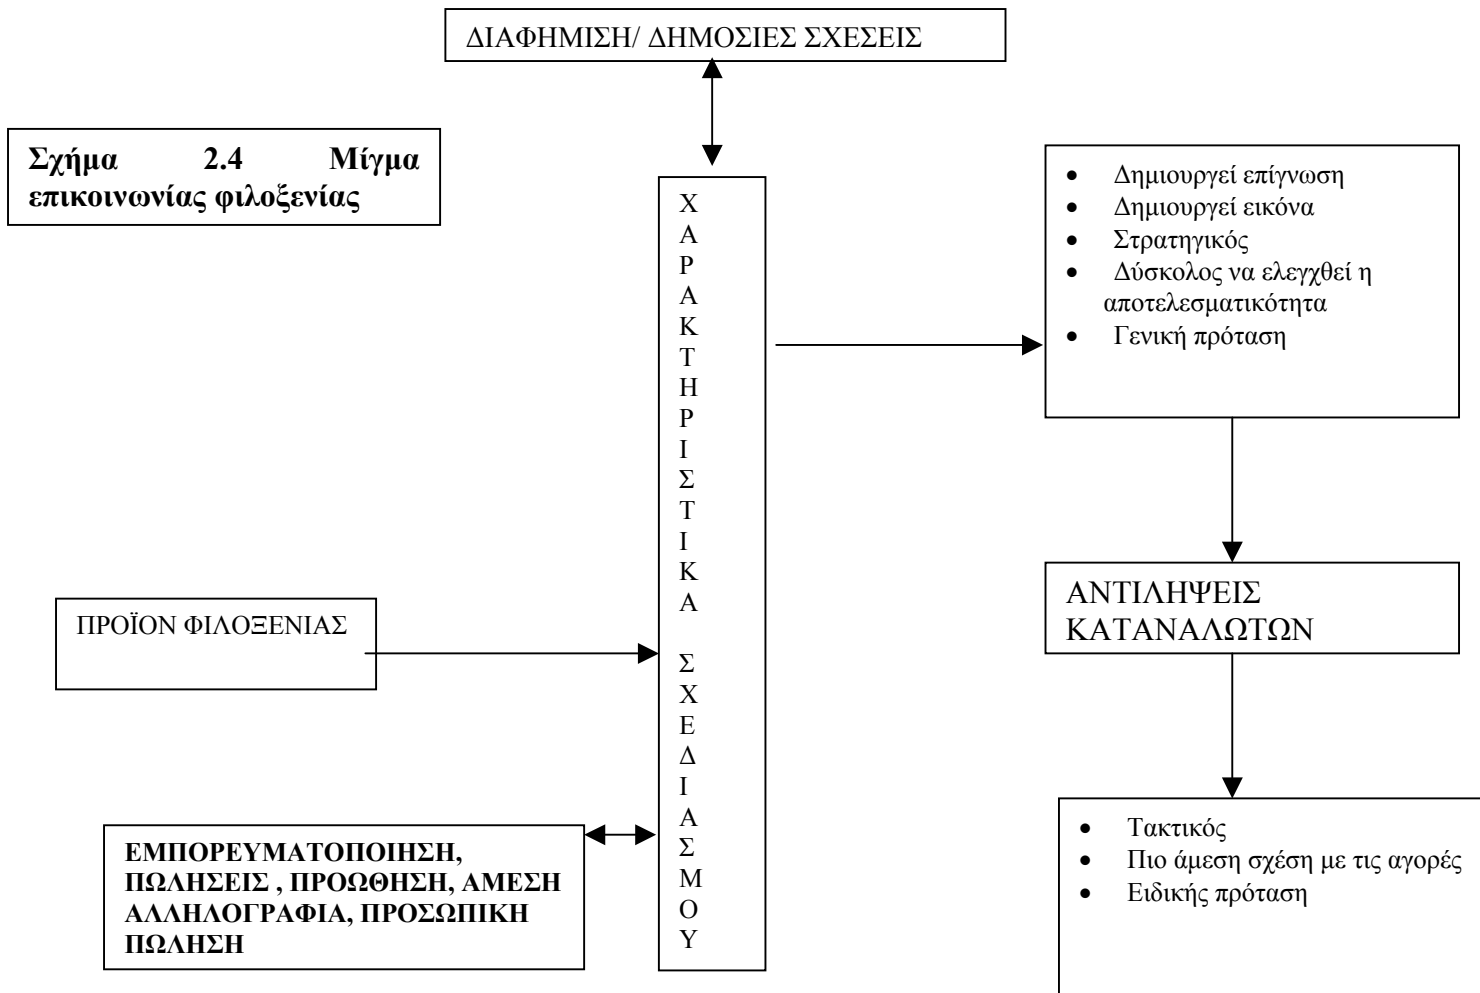 ΔΙΑΦΗΜΙΣΗ/ ΔΗΜΟΣΙΕΣ ΣΧΕΣΕΙΣ
Σχήμα 2.4 Μίγμα
επικοινωνίας φιλοξενίας
• Δημιουργεί επίγνωση
• Δημιουργεί εικόνα
• Στρατηγικός
• Δύσκολος να ελεγχθεί η
αποτελεσματικότητα
• Γενική πρόταση
Χ
Α
Ρ
Α
Κ
Τ
Η
Ρ
Ι
Σ
Τ
Ι
Κ
Α
Σ
Χ
Ε
Δ
Ι
Α
Σ
Μ
Ο
Υ
ΠΡΟΪΟΝ ΦΙΛΟΞΕΝΙΑΣ
ΑΝΤΙΛΗΨΕΙΣ
ΚΑΤΑΝΑΛΩΤΩΝ
ΕΜΠΟΡΕΥΜΑΤΟΠΟΙΗΣΗ,
ΠΩΛΗΣΕΙΣ , ΠΡΟΩΘΗΣΗ, ΑΜΕΣΗ
ΑΛΛΗΛΟΓΡΑΦΙΑ, ΠΡΟΣΩΠΙΚΗ
ΠΩΛΗΣΗ
• Τακτικός
• Πιο άμεση σχέση με τις αγορές
• Ειδικής πρόταση